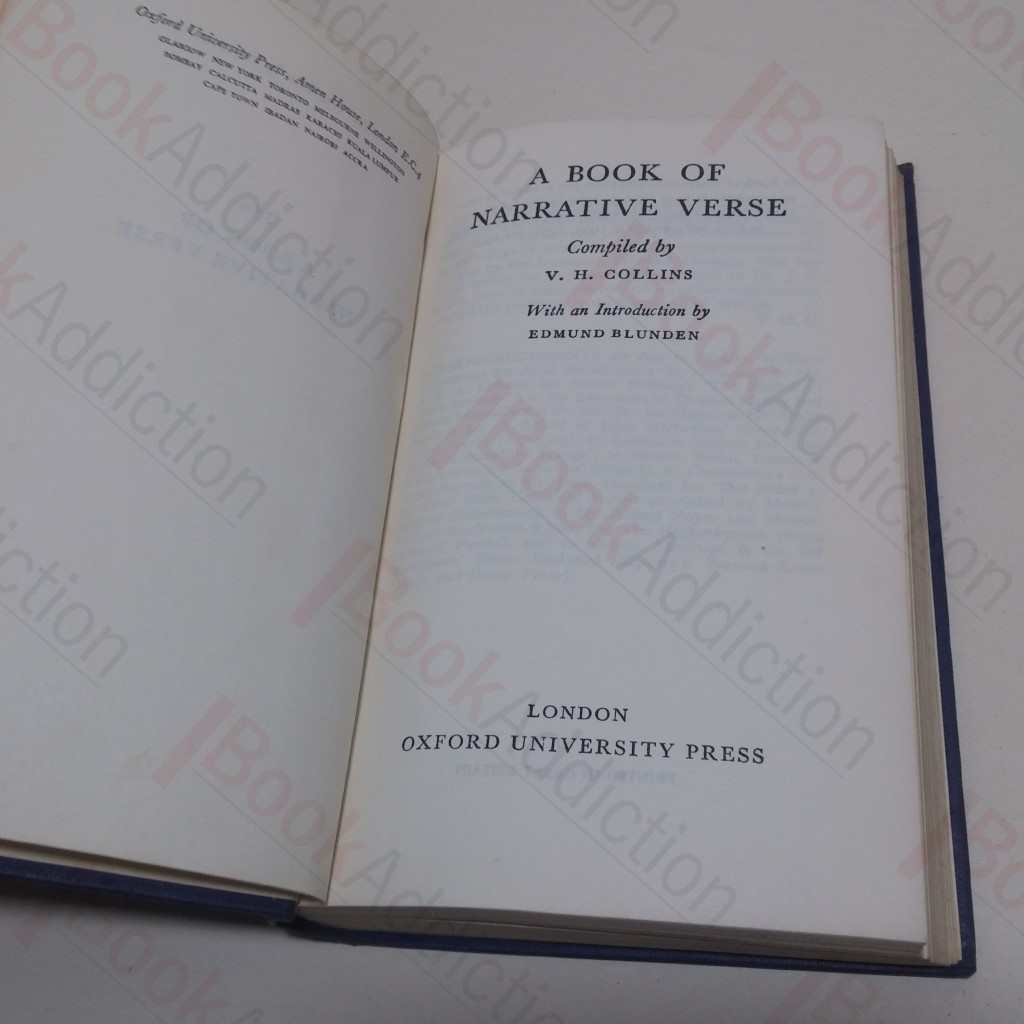 Oxford University Press, Amen House, London E.C.4
GLASGOW NEW YORK TORONTO MELBOURNE WELLINGTON
BOMBAY CALCUTTA MADRAS KARACHI KUALA LUMPUR
CAPE TOWN IBADAN NAIROBI ACCRA
A BOOK OF
NARRATIVE VERSE
Compiled by
V. H. COLLINS
With an Introduction by
EDMUND BLUNDEN
LONDON
OXFORD UNIVERSITY PRESS
BookAddiction